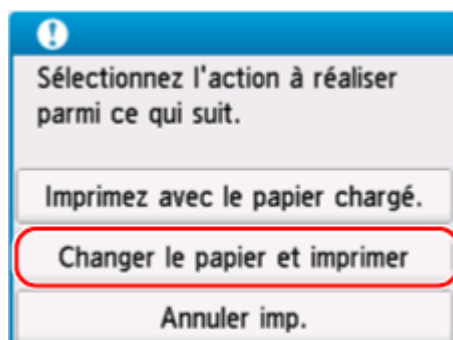 Sélectionnez l'action à réaliser
parmi ce qui suit.
Imprimez avec le papier chargé.
Changer le papier et imprimer
Annuler imp.